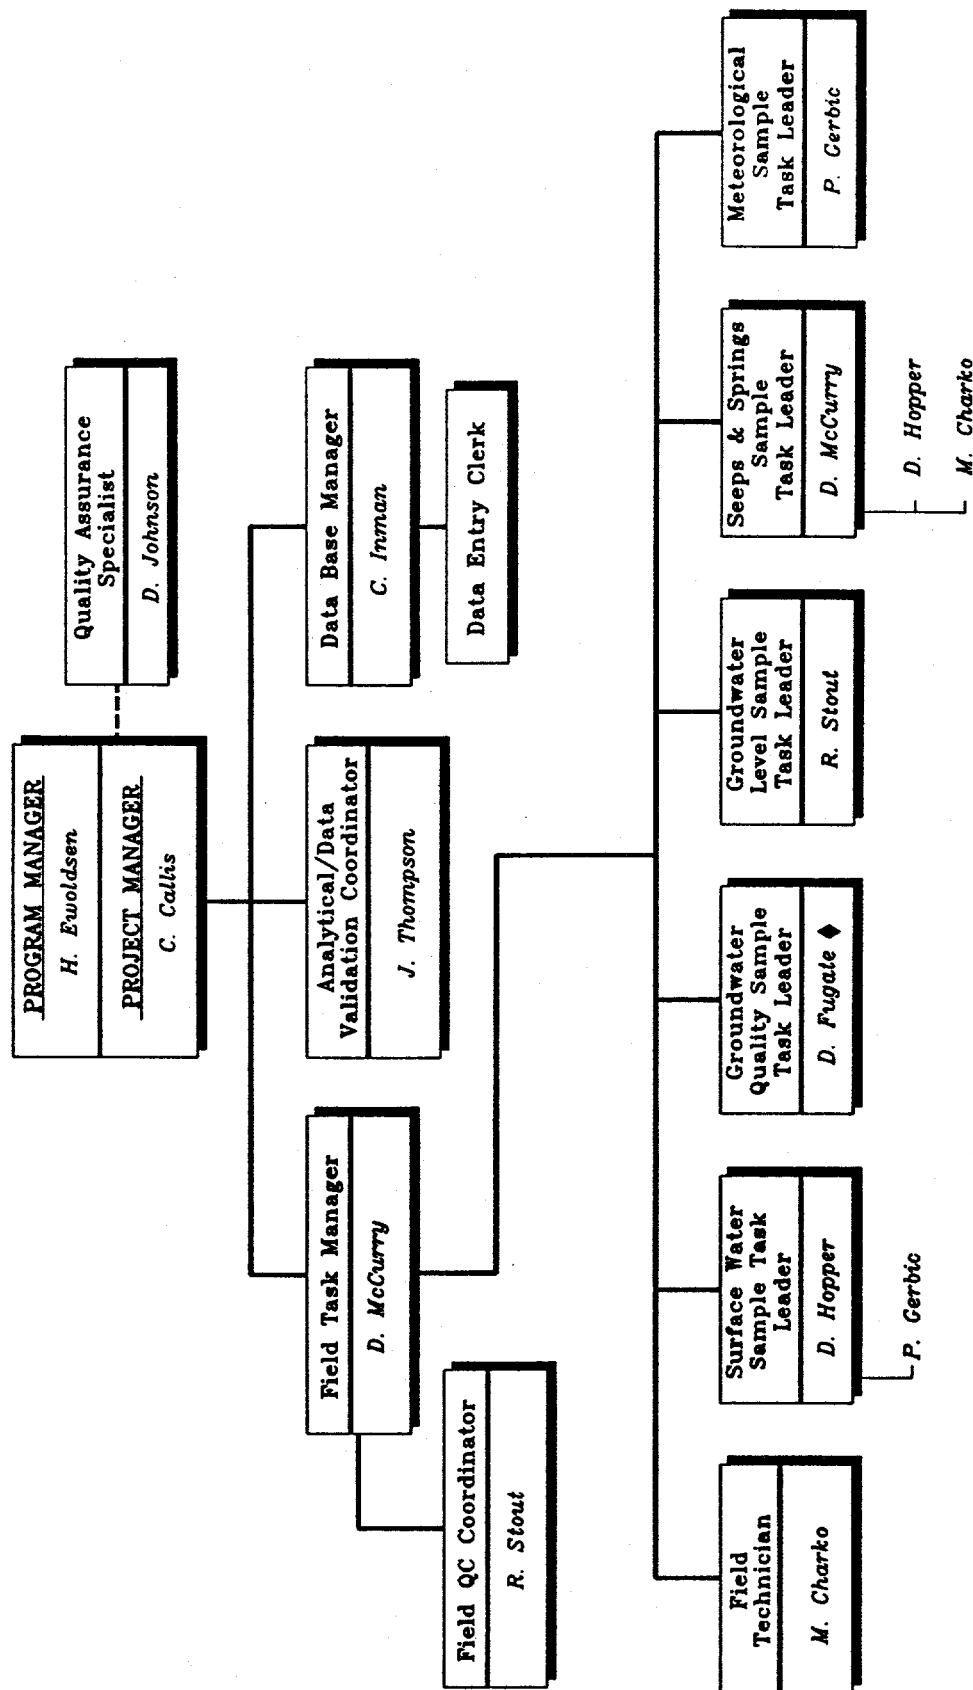 PROGRAM MANAGER
H. Ewoldsen
PROJECT MANAGER
C. Callis
Quality Assurance
Specialist
D. Johnson
Field Task Manager
D. McCurry
Analytical/Data
Validation Coordinator
J. Thompson
Data Base Manager
C. Inman
Field QC Coordinator
R. Stout
Data Entry Clerk
Field
Technician
M. Charko
Surface Water
Sample Task
Leader
D. Hopper
P. Gerbic
Groundwater
Quality Sample
Task Leader
D. Fugate ♦
Groundwater
Level Sample
Task Leader
R. Stout
Seeps & Springs
Sample
Task Leader
D. McCurry
D. Hopper
M. Charko
Meteorological
Sample
Task Leader
P. Gerbic